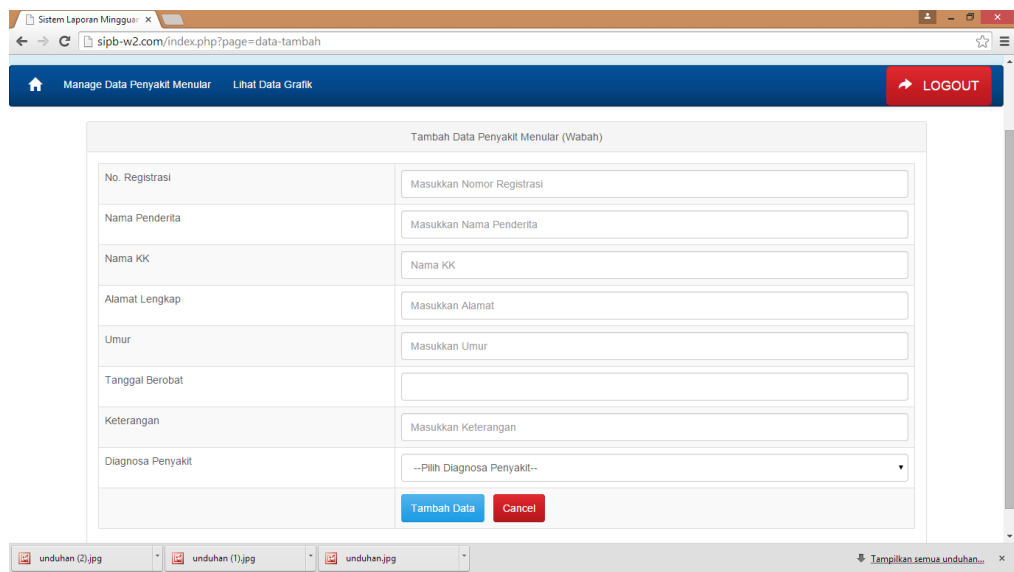 Sistem Laporan Mingguar
sipb-w2.com/index.php?page=data-tambah
Manage Data Penyakit Menular Lihat Data Grafik LOGOUT
Tambah Data Penyakit Menular (Wabah)
No. Registrasi Masukkan Nomor Registrasi
Nama Penderita Masukkan Nama Penderita
Nama KK Nama KK
Alamat Lengkap Masukkan Alamat
Umur Masukkan Umur
Tanggal Berobat
Keterangan Masukkan Keterangan
Diagnosa Penyakit --Pilih Diagnosa Penyakit--
Tambah Data Cancel
unduhan (2).jpg unduhan (1).jpg unduhan.jpg Tampilkan semua unduhan...